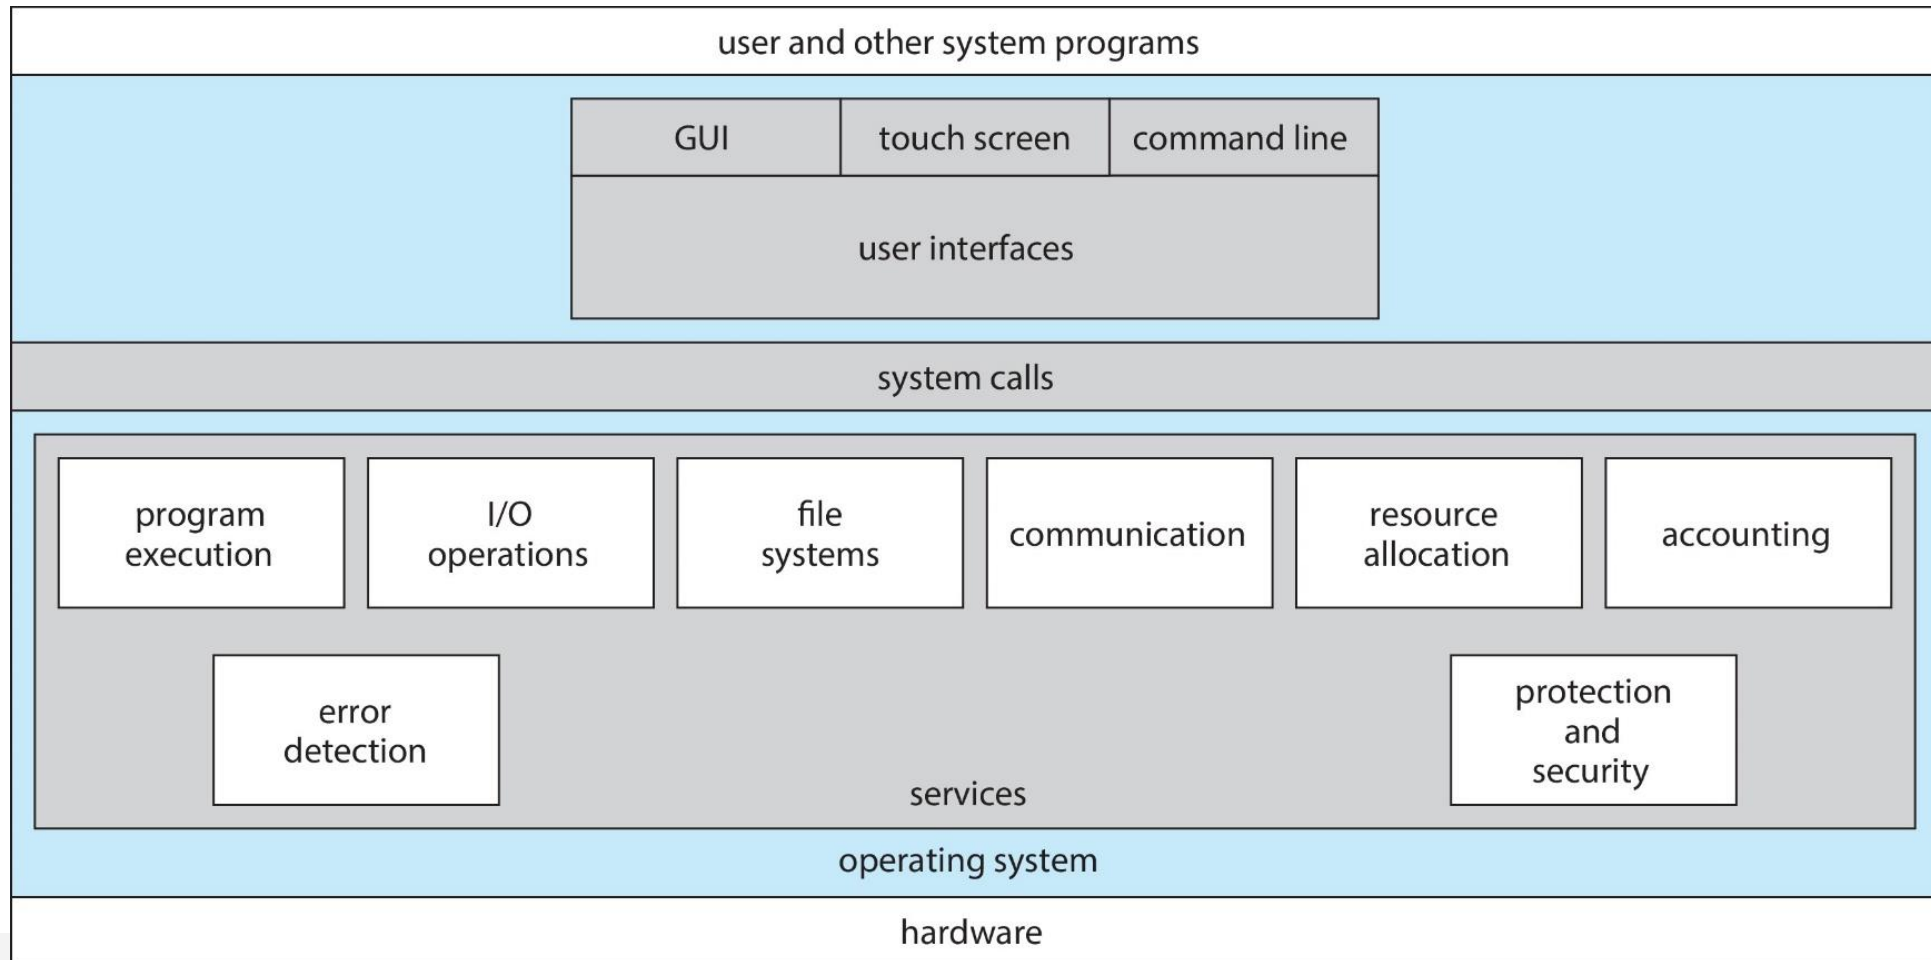 user and other system programs
GUI
touch screen
command line
user interfaces
system calls
program
execution
I/O
operations
file
systems
communication
resource
allocation
accounting
error
detection
protection
and
security
services
operating system
hardware